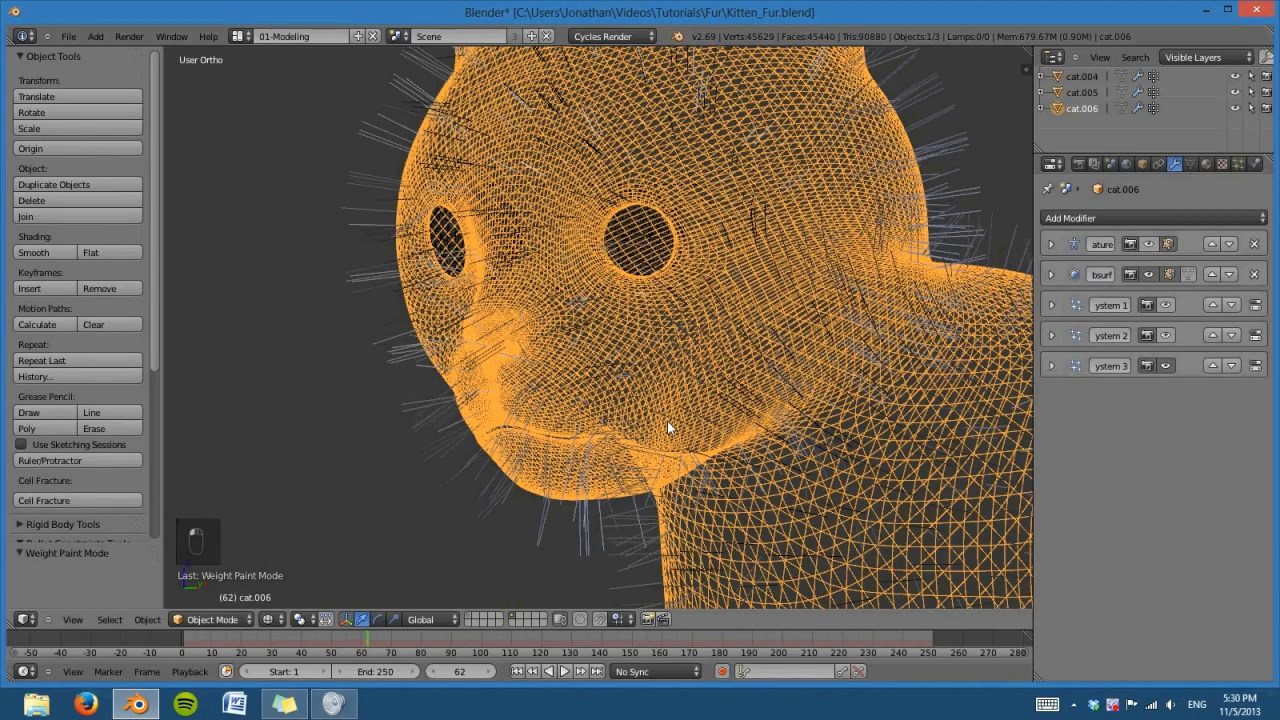 Blender* [C:\Users\Jonathan\Videos\Tutorials\Fur\Kitten_Fur.blend]
File Add Render Window Help 01-Modeling Scene 3 Cycles Render v2.69 | Verts:45629 | Faces:45440 | Tris:90880 | Objects:1/3 | Lamps:0/0 | Mem:679.67M (0.90M) | cat.006
Object Tools
Transform:
Translate
Rotate
Scale
Origin
Object:
Duplicate Objects
Delete
Join
Shading:
Smooth Flat
Keyframes:
Insert Remove
Motion Paths:
Calculate Clear
Repeat:
Repeat Last
History...
Grease Pencil:
Draw Line
Poly Erase
Use Sketching Sessions
Ruler/Protractor
Cell Fracture:
Cell Fracture
Rigid Body Tools
Weight Paint Mode
User Ortho
Last: Weight Paint Mode
(62) cat.006
View Search Visible Layers
cat.004
cat.005
cat.006
cat.006
Add Modifier
ature
bsurf
ystem 1
ystem 2
ystem 3
View Select Object Object Mode Global
-50 -40 -30 -20 -10 0 10 20 30 40 50 60 70 80 90 100 110 120 130 140 150 160 170 180 190 200 210 220 230 240 250 260 270 280
View Marker Frame Playback Start: 1 End: 250 62 No Sync
ENG
5:30 PM
11/5/2013